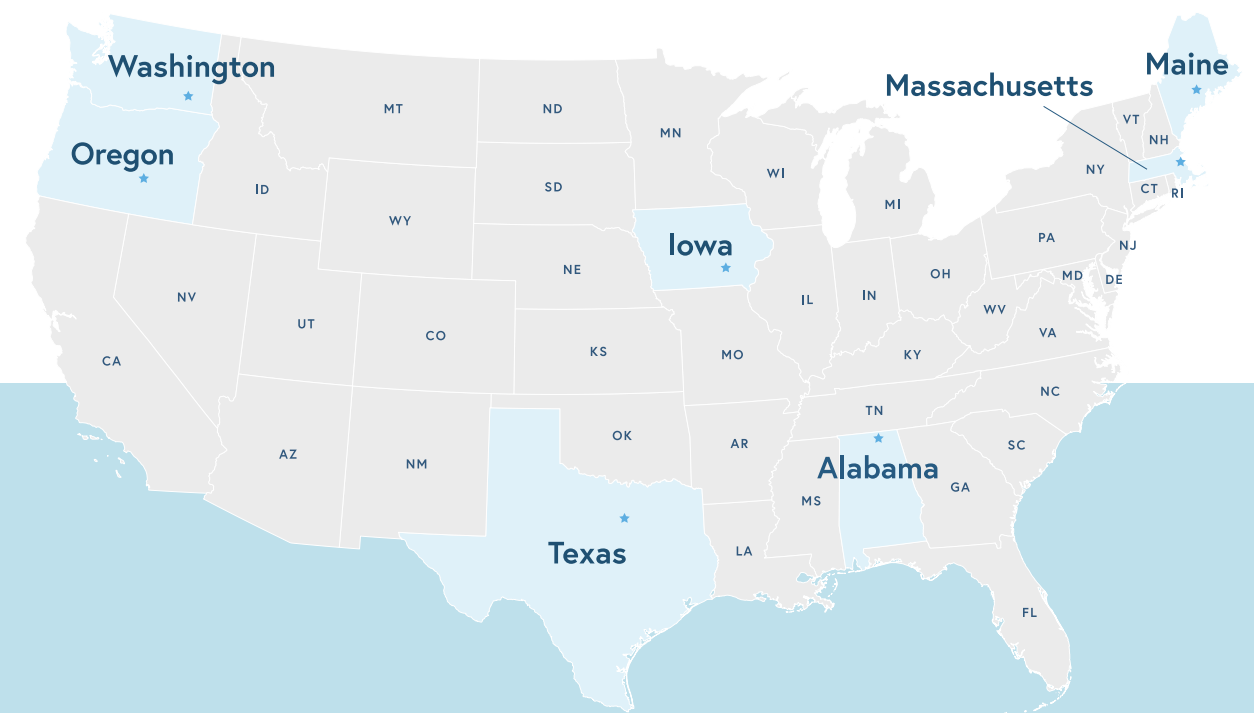 Washington
Maine
Massachusetts
MT
ND
MN
VT
NH
Oregon
ID
SD
WI
NY
CT
RI
WY
MI
Iowa
PA
NJ
NE
OH
MD
DE
NV
IL
IN
WV
UT
CO
KS
MO
KY
VA
CA
NC
TN
OK
AR
SC
AZ
NM
Alabama
GA
MS
Texas
LA
FL